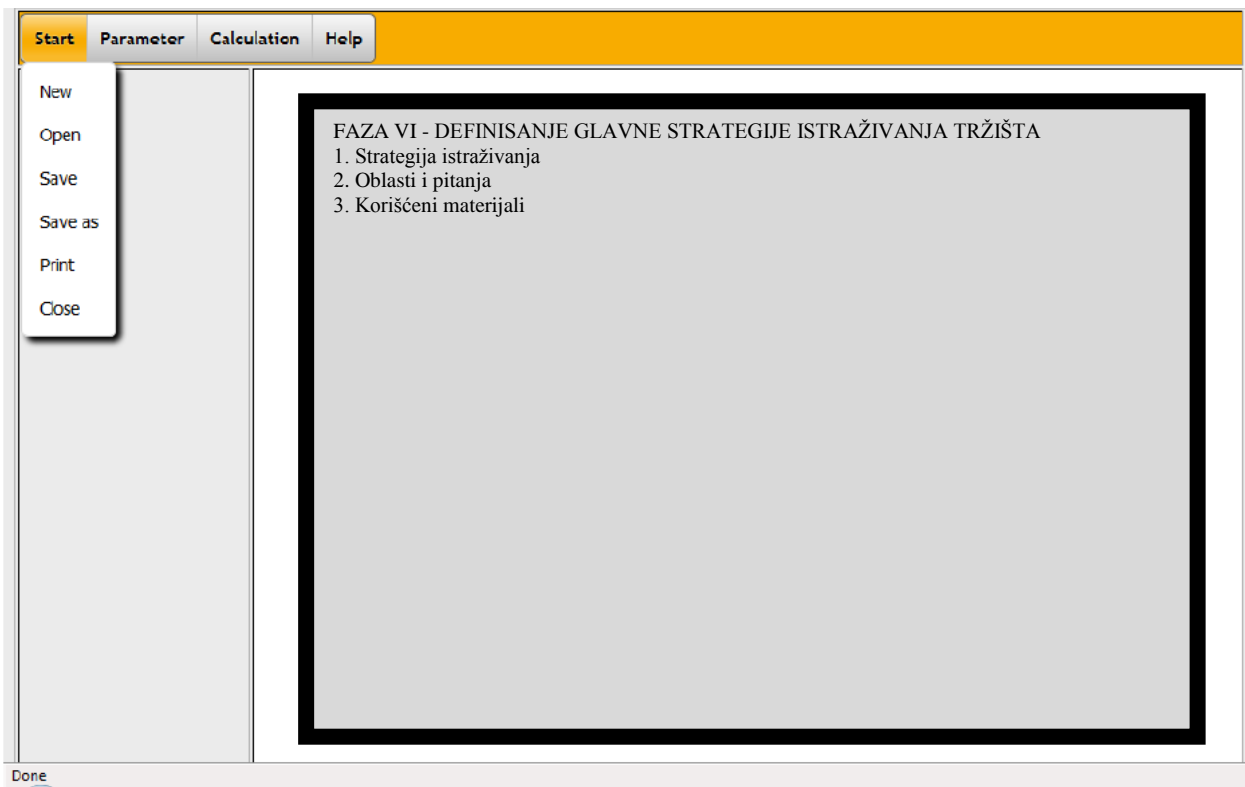 Start Parameter Calculation Help
New
Open
Save
Save as
Print
Close
FAZA VI - DEFINISANJE GLAVNE STRATEGIJE ISTRAŽIVANJA TRŽIŠTA
1. Strategija istraživanja
2. Oblasti i pitanja
3. Korišćeni materijali
Done